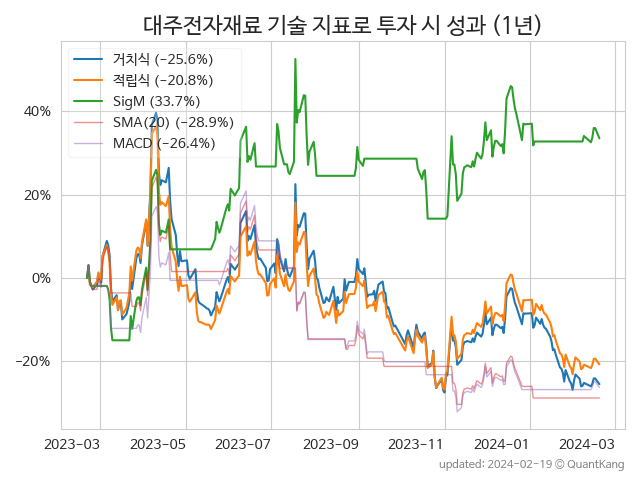 대주전자재료 기술 지표로 투자 시 성과 (1년)
거치식 (−25.6%)
적립식 (−20.8%)
SigM (33.7%)
SMA(20) (−28.9%)
MACD (−26.4%)
40%
20%
0%
−20%
2023-03 2023-05 2023-07 2023-09 2023-11 2024-01 2024-03
updated: 2024-02-19 © QuantKang